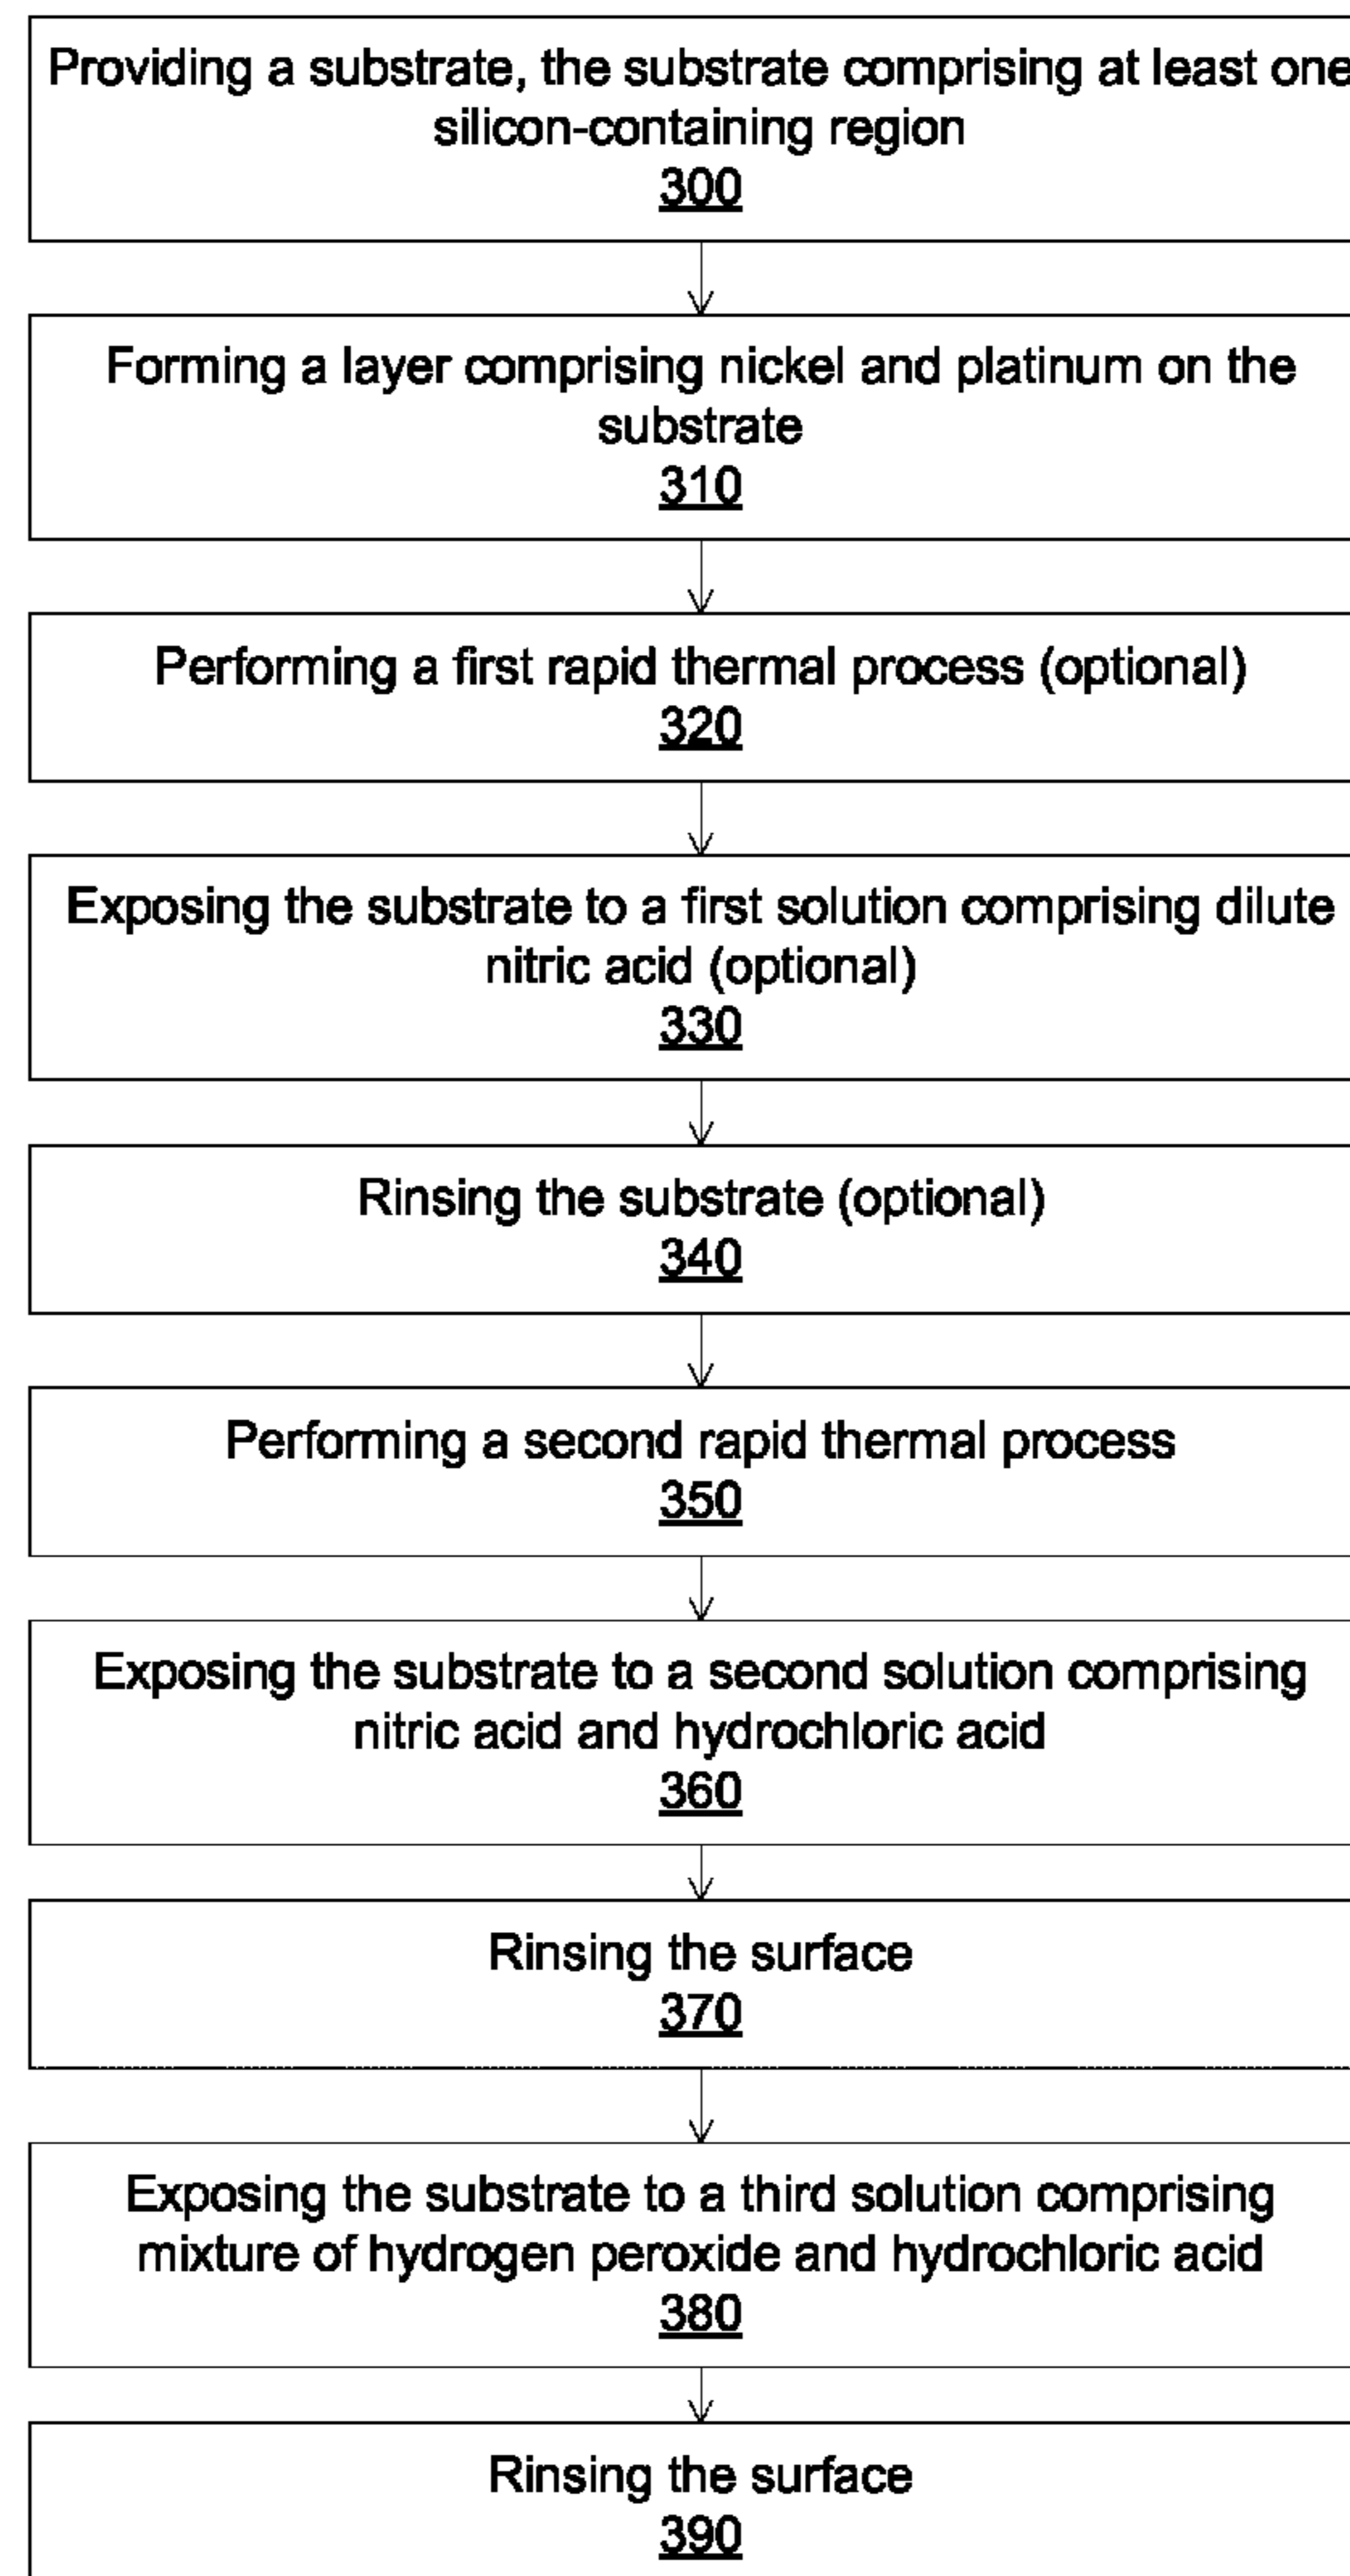 Providing a substrate, the substrate comprising at least one
silicon-containing region
300
Forming a layer comprising nickel and platinum on the
substrate
310
Performing a first rapid thermal process (optional)
320
Exposing the substrate to a first solution comprising dilute
nitric acid (optional)
330
Rinsing the substrate (optional)
340
Performing a second rapid thermal process
350
Exposing the substrate to a second solution comprising
nitric acid and hydrochloric acid
360
Rinsing the surface
370
Exposing the substrate to a third solution comprising
mixture of hydrogen peroxide and hydrochloric acid
380
Rinsing the surface
390